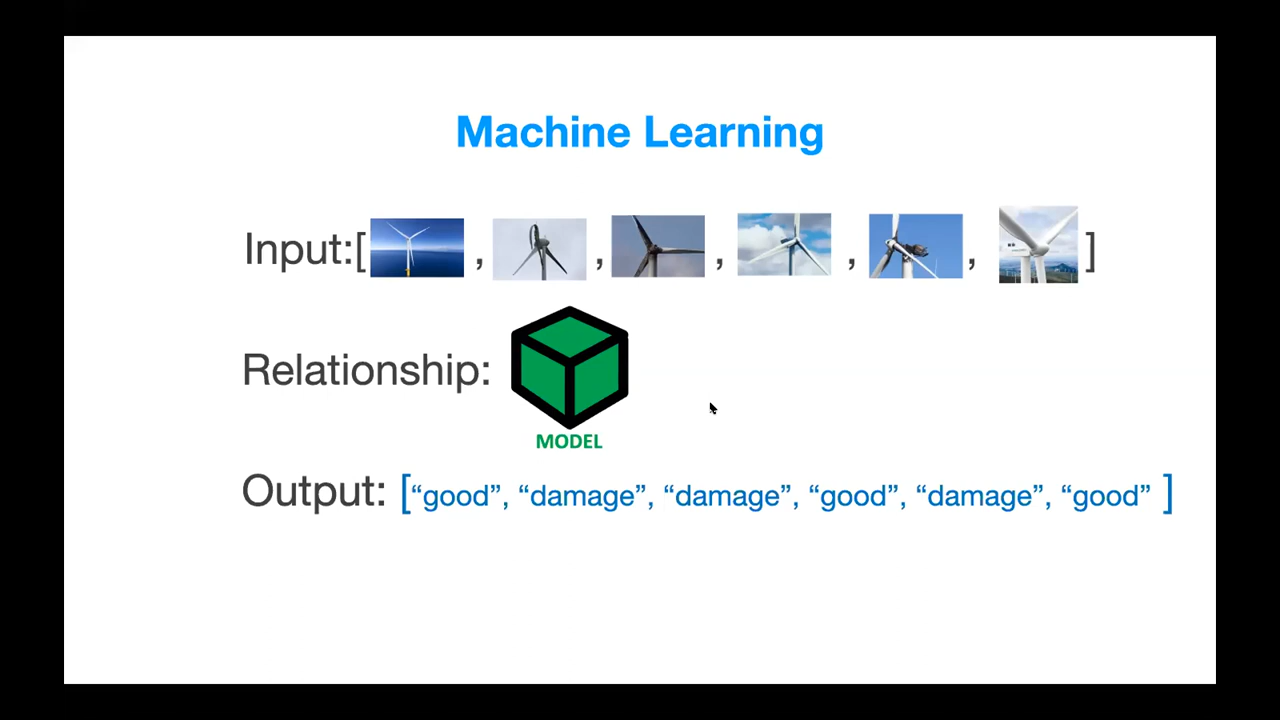 Machine Learning
Input:[ , , , , , ]
Relationship:
MODEL
Output: [“good”, “damage”, “damage”, “good”, “damage”, “good” ]